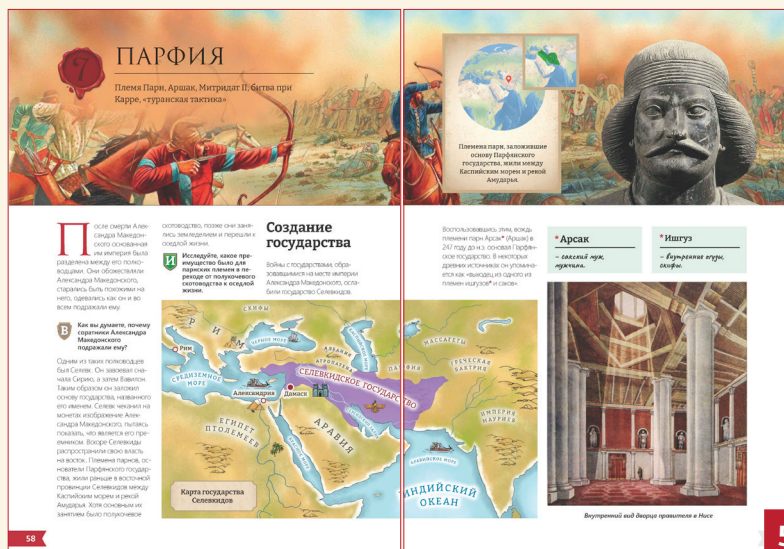 7
ПАРФИЯ
Племя Парн, Аршак, Митридат II, битва при
Карре, «туранская тактика»
После смерти Алек-
сандра Македон-
ского основанная
им империя была
разделена между его полко-
водцами. Они обожествляли
Александра Македонского,
старались быть похожими на
него, одевались как он и во
всем подражали ему.
В
Как вы думаете, почему
соратники Александра
Македонского
подражали ему?
Одним из таких полководцев
был Селевк. Он завоевал сна-
чала Сирию, а затем Вавилон.
Таким образом он заложил
основу государства, названного
его именем. Селевк чеканил на
монетах изображение Алек-
сандра Македонского, пытаясь
показать, что является его пре-
емником. Вскоре Селевкиды
распространили свою власть
на восток. Племена парнов, ос-
нователи Парфянского государ-
ства, жили раньше в восточной
провинции Селевкидов между
Каспийским морем и рекой
Амударья. Хотя основным их
занятием было полукочевое
58
скотоводство, позже они заня-
лись земледелием и перешли к
оседлой жизни.
И
Исследуйте, какое пре-
имущество было для
парнских племен в пе-
реходе от полукочевого
скотоводства к оседлой
жизни.
Создание
государства
Войны с государствами, обра-
зовавшимися на месте империи
Александра Македонского, осла-
били государство Селевкидов.
СКИФЫ
РИМ
Рим
ЧЕРНОЕ МОРЕ
АЛБАНИЯ
АТРОПАТЕНА
СРЕДИЗЕМНОЕ
МОРЕ
Александрия
Дамаск
СЕЛЕВКИДСКОЕ ГОСУДАРСТВО
ЕГИПЕТ
ПТОЛЕМЕЕВ
АРАВИЯ
Карта государства
Селевкидов
МАССАГЕТЫ
ПАРФИЯ
ГРЕЧЕСКАЯ
БАКТРИЯ
ИМПЕРИЯ
МАУРИЕВ
АРАВИЙСКОЕ МОРЕ
ИНДИЙСКИЙ
ОКЕАН
Племена парн, заложившие
основу Парфянского
государства, жили между
Каспийским морем и рекой
Амударья.
Воспользовавшись этим, вождь
племени парн Арсак* (Аршак) в
247 году до н.э. основал Парфян-
ское государство. В некоторых
древних источниках он упомина-
ется как «выходец из одного из
племен ишгузов* и саков».
*Арсак
– сакский муж,
мужчина.
*Ишгуз
– внутренние огузы,
скифы.
Внутренний вид дворца правителя в Нисе